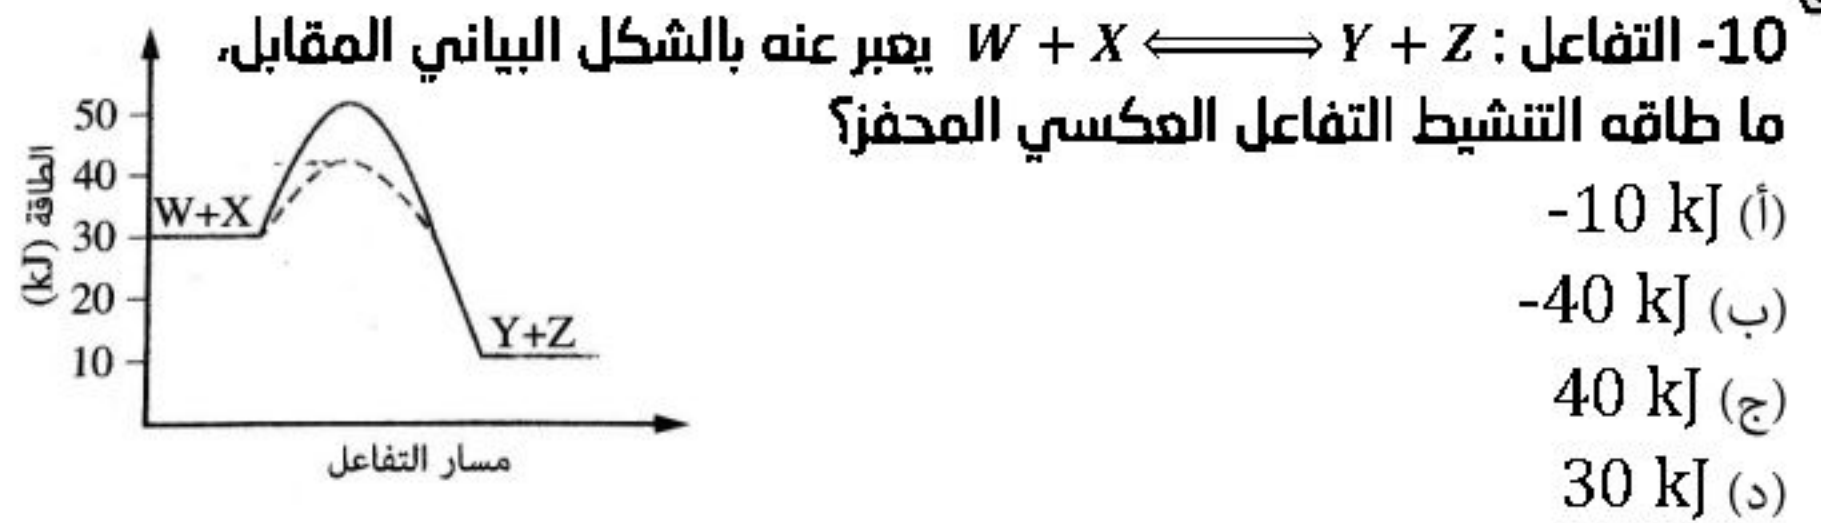 10- التفاعل : W + X ⟺ Y + Z يعبر عنه بالشكل البياني المقابل،
ما طاقه التنشيط التفاعل العكسي المحفز؟
(أ) -10 kJ
(ب) -40 kJ
(ج) 40 kJ
(د) 30 kJ
الطاقة (kJ)
50
40
30
20
10
W+X
Y+Z
مسار التفاعل